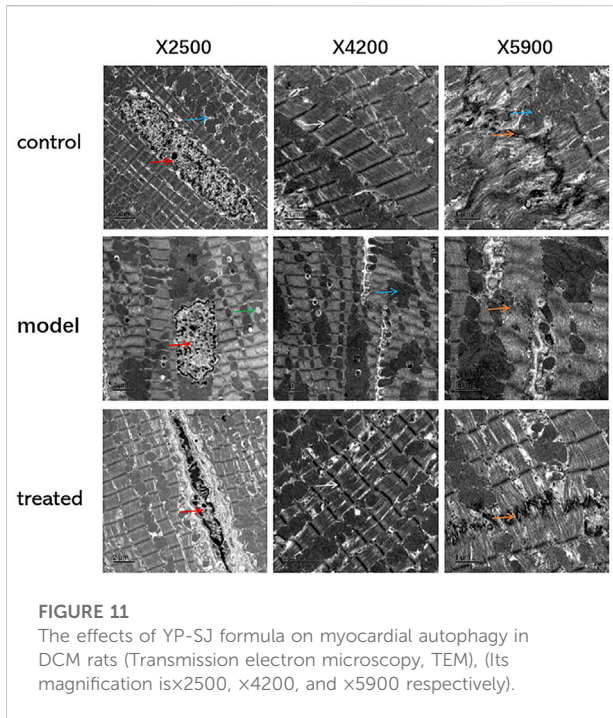 X2500 X4200 X5900
control
model
treated
FIGURE 11
The effects of YP-SJ formula on myocardial autophagy in
DCM rats (Transmission electron microscopy, TEM), (Its
magnification is×2500, ×4200, and ×5900 respectively).